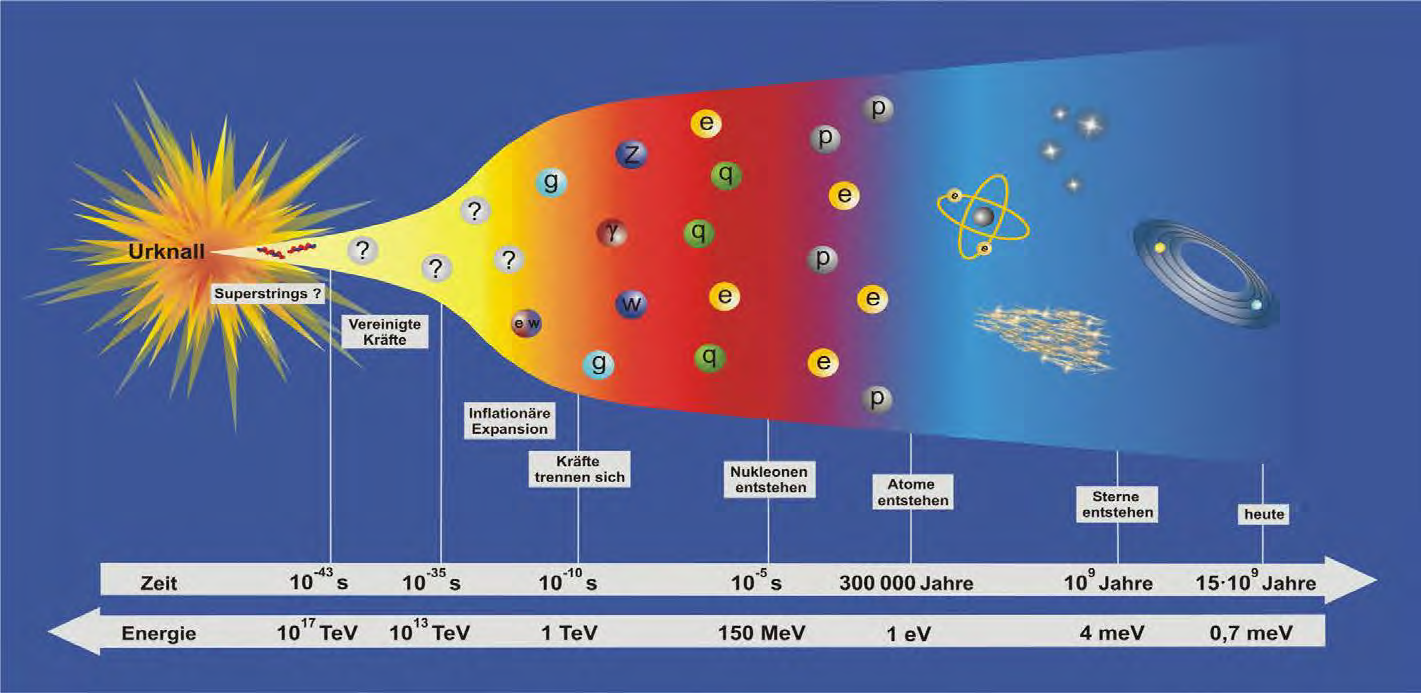 Urknall
Superstrings ?
?
?
?
?
e w
g
g
Z
γ
w
e
q
q
e
q
p
p
e
p
e
e
p
e
e
Vereinigte
Kräfte
Inflationäre
Expansion
Kräfte
trennen sich
Nukleonen
entstehen
Atome
entstehen
Sterne
entstehen
heute
Zeit 10⁻⁴³ s 10⁻³⁵ s 10⁻¹⁰ s 10⁻⁵ s 300 000 Jahre 10⁹ Jahre 15·10⁹ Jahre
Energie 10¹⁷ TeV 10¹³ TeV 1 TeV 150 MeV 1 eV 4 meV 0,7 meV